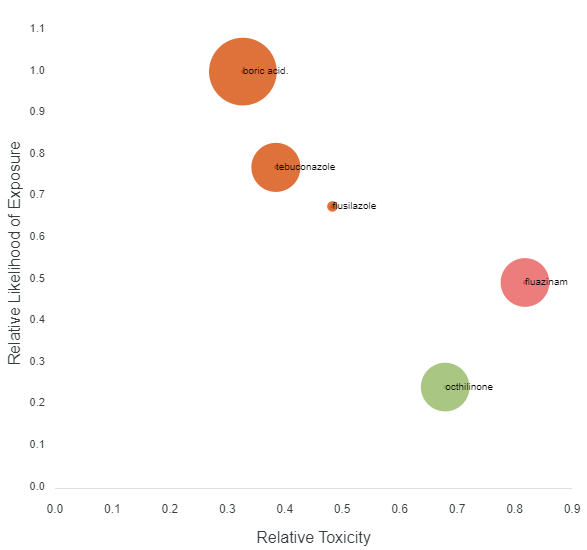 1.1
1.0
boric acid.
0.9
0.8
tebuconazole
0.7
flusilazole
0.6
0.5
fluazinam
0.4
0.3
octhilinone
0.2
0.1
0.0
Relative Likelihood of Exposure
0.0 0.1 0.2 0.3 0.4 0.5 0.6 0.7 0.8 0.9
Relative Toxicity